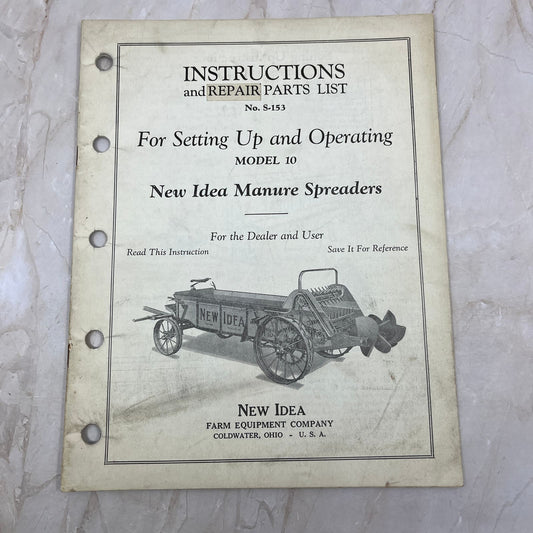 INSTRUCTIONS
and REPAIR PARTS LIST
No. S-153
For Setting Up and Operating
MODEL 10
New Idea Manure Spreaders
For the Dealer and User
Read This Instruction Save It For Reference
NEW IDEA
NEW IDEA
FARM EQUIPMENT COMPANY
COLDWATER, OHIO - U. S. A.